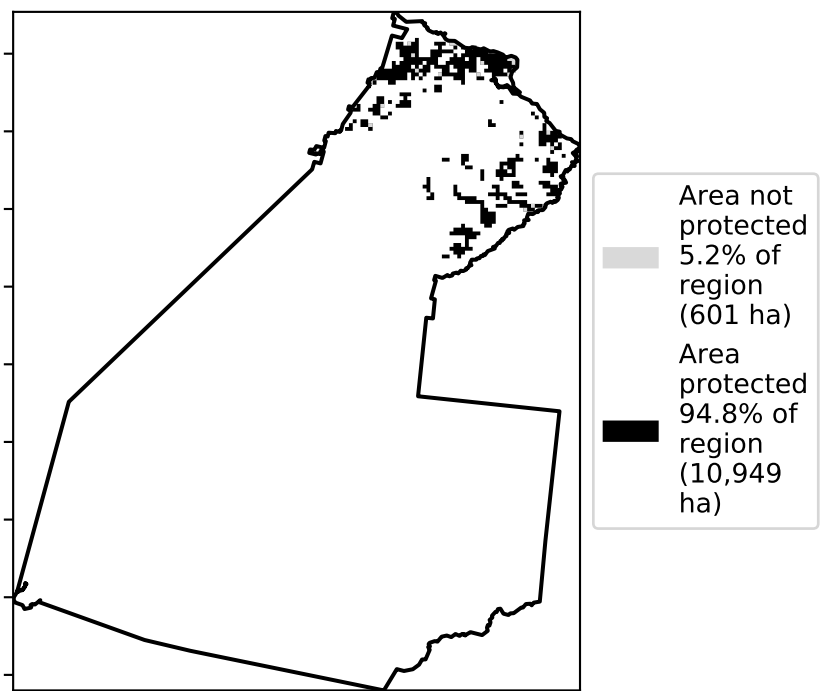 Area not
protected
5.2% of
region
(601 ha)
Area
protected
94.8% of
region
(10,949
ha)